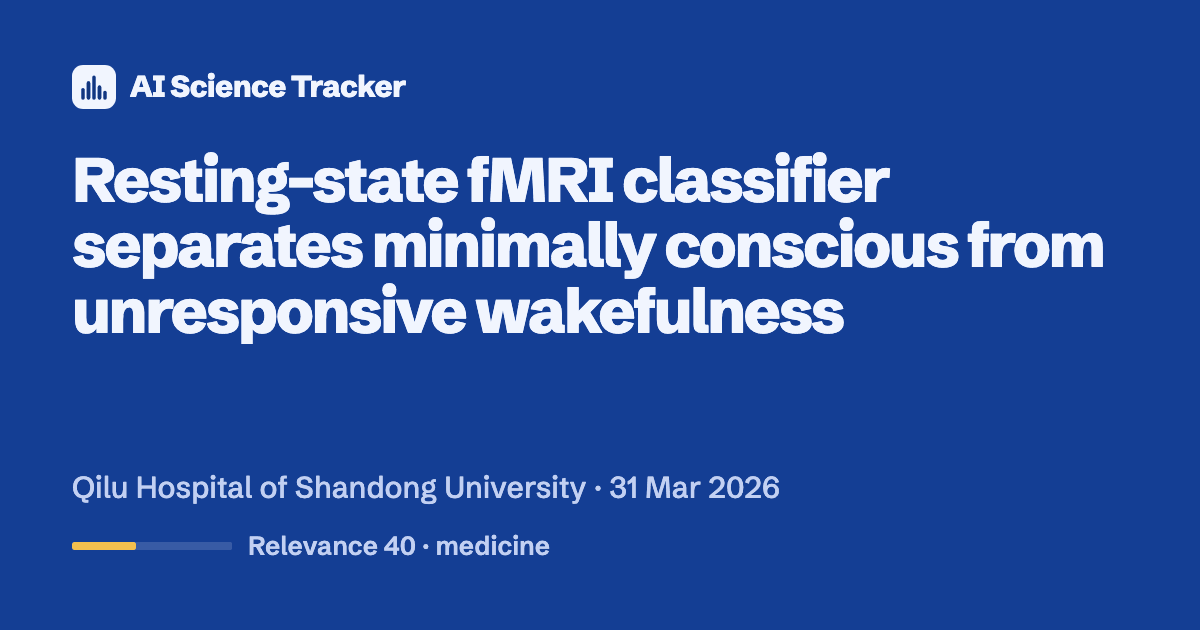 AI Science Tracker
Resting-state fMRI classifier
separates minimally conscious from
unresponsive wakefulness
Qilu Hospital of Shandong University · 31 Mar 2026
Relevance 40 · medicine